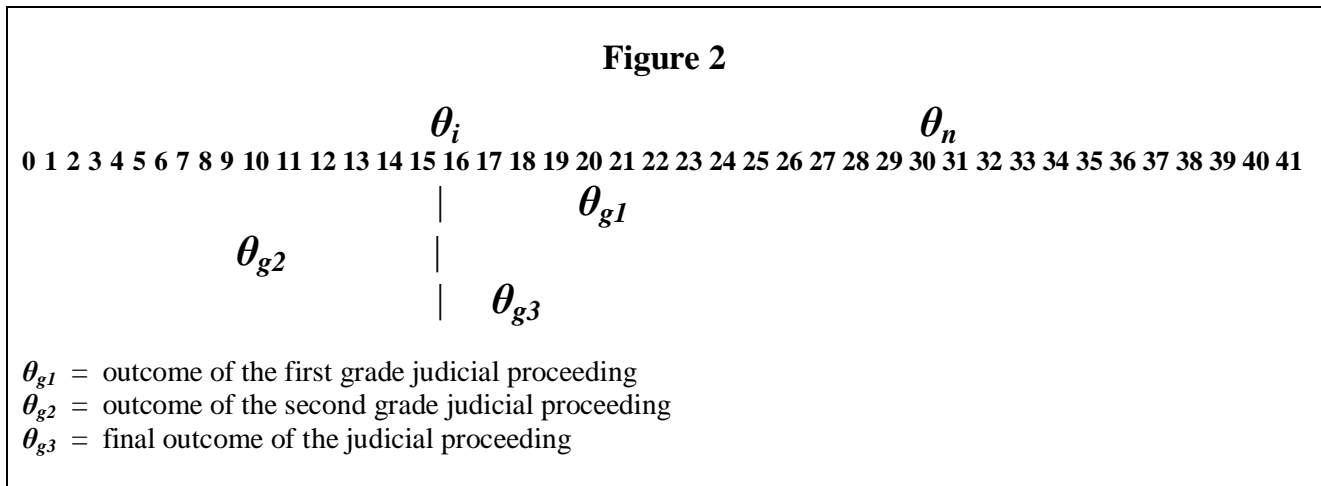 Figure 2
θi θn
0 1 2 3 4 5 6 7 8 9 10 11 12 13 14 15 16 17 18 19 20 21 22 23 24 25 26 27 28 29 30 31 32 33 34 35 36 37 38 39 40 41
| θg1
θg2 |
| θg3
θg1 = outcome of the first grade judicial proceeding
θg2 = outcome of the second grade judicial proceeding
θg3 = final outcome of the judicial proceeding